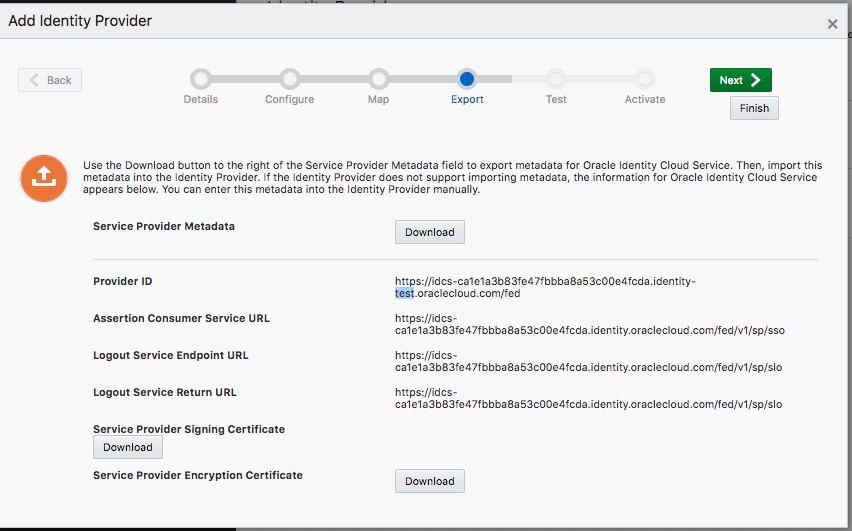 Add Identity Provider
Back
Details
Configure
Map
Export
Test
Activate
Next
Finish
Use the Download button to the right of the Service Provider Metadata field to export metadata for Oracle Identity Cloud Service. Then, import this
metadata into the Identity Provider. If the Identity Provider does not support importing metadata, the information for Oracle Identity Cloud Service
appears below. You can enter this metadata into the Identity Provider manually.
Service Provider Metadata
Download
Provider ID
https://idcs-ca1e1a3b83fe47fbbba8a53c00e4fcda.identity-
test.oraclecloud.com/fed
Assertion Consumer Service URL
https://idcs-
ca1e1a3b83fe47fbbba8a53c00e4fcda.identity.oraclecloud.com/fed/v1/sp/sso
Logout Service Endpoint URL
https://idcs-
ca1e1a3b83fe47fbbba8a53c00e4fcda.identity.oraclecloud.com/fed/v1/sp/slo
Logout Service Return URL
https://idcs-
ca1e1a3b83fe47fbbba8a53c00e4fcda.identity.oraclecloud.com/fed/v1/sp/slo
Service Provider Signing Certificate
Download
Service Provider Encryption Certificate
Download